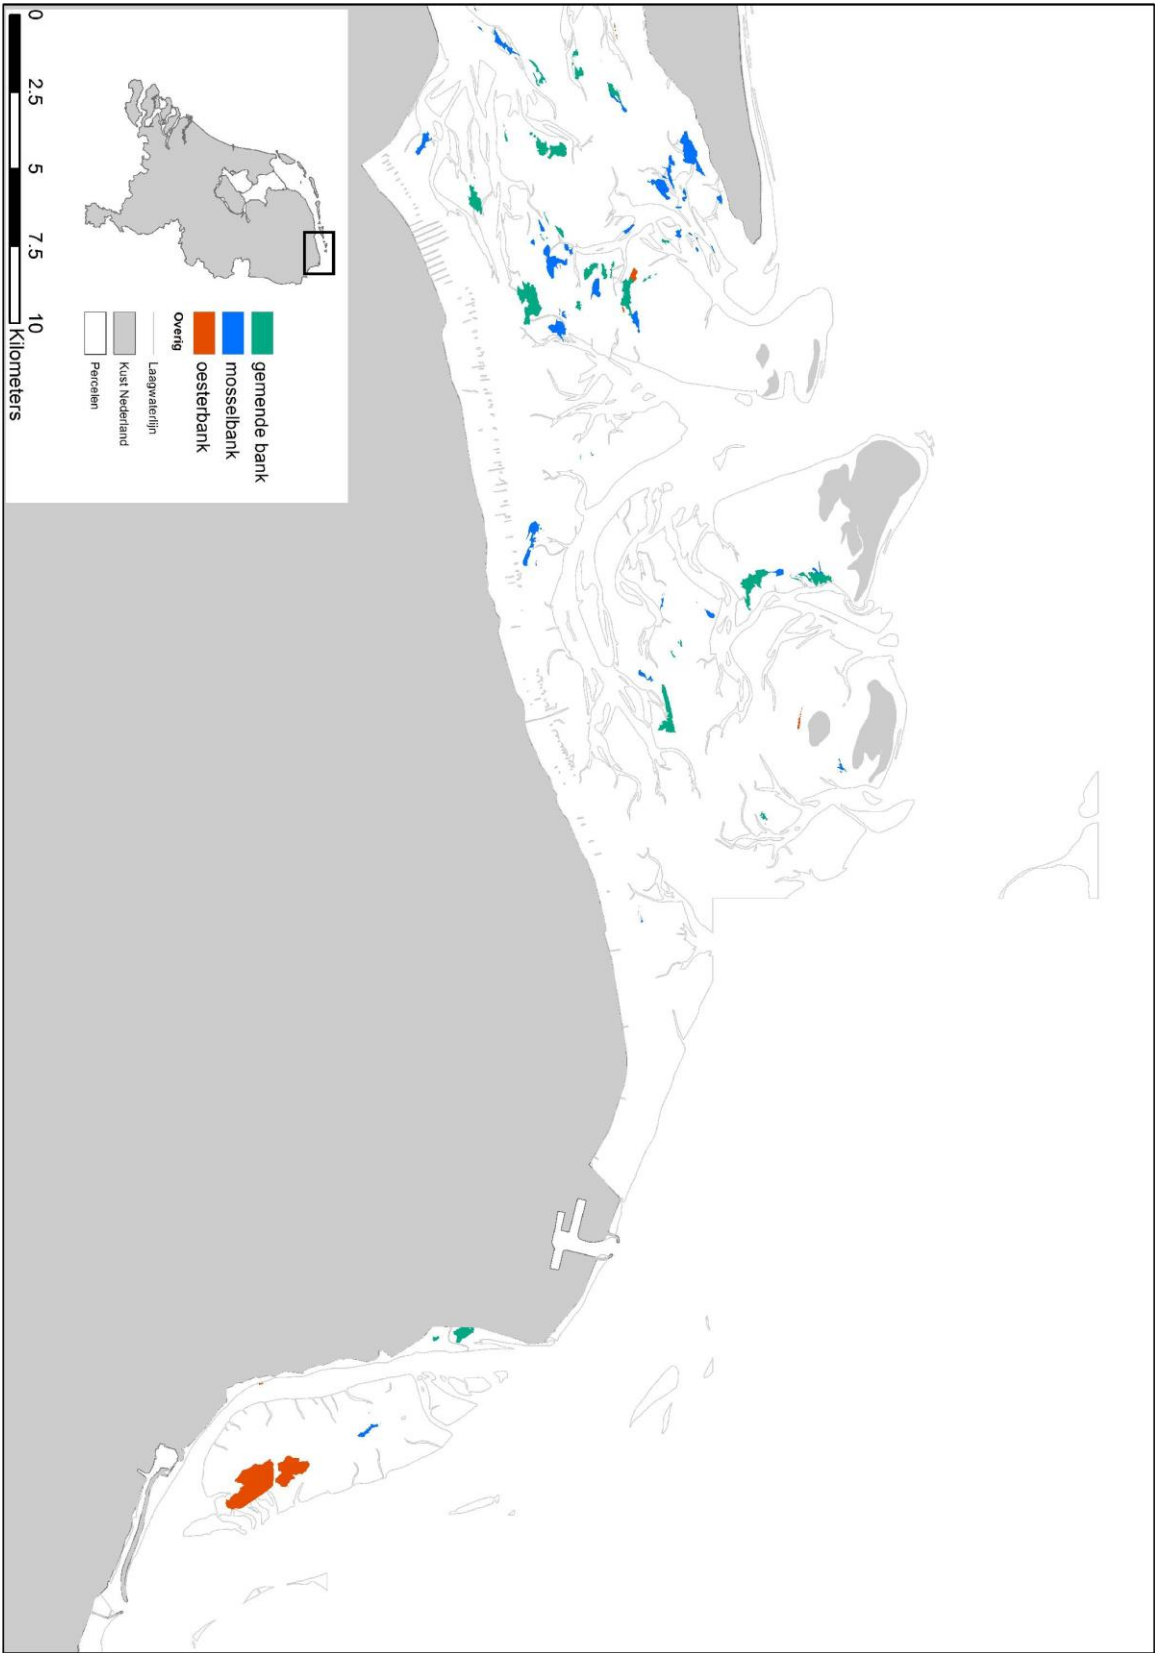 gemende bank
mosselbank
oesterbank
Overig
Laagwaterlijn
Kust Nederland
Percelen
0 2.5 5 7.5 10
Kilometers